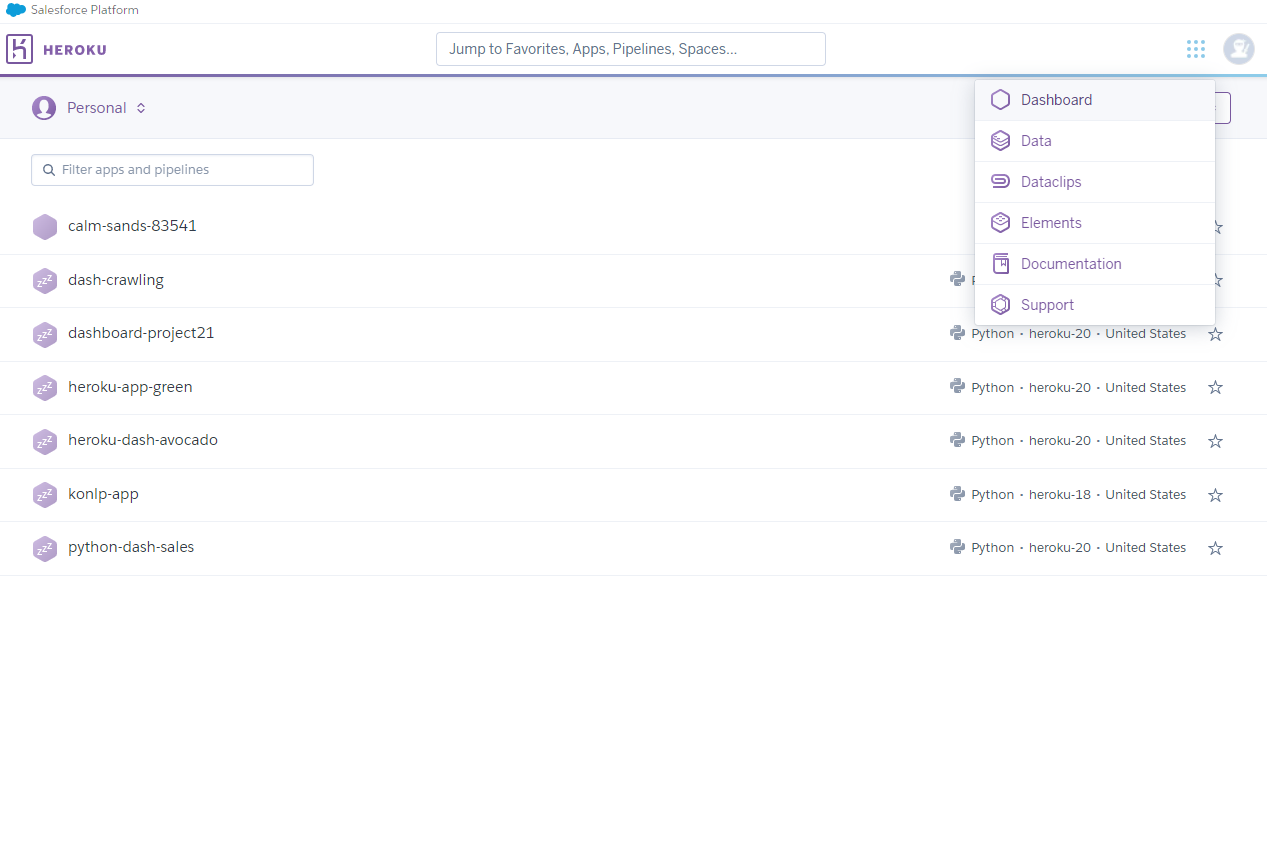 Salesforce Platform
HEROKU
Jump to Favorites, Apps, Pipelines, Spaces...
Personal
Dashboard
Data
Dataclips
Elements
Documentation
Support
Filter apps and pipelines
calm-sands-83541
dash-crawling
dashboard-project21 Python • heroku-20 • United States
heroku-app-green Python • heroku-20 • United States
heroku-dash-avocado Python • heroku-20 • United States
konlp-app Python • heroku-18 • United States
python-dash-sales Python • heroku-20 • United States